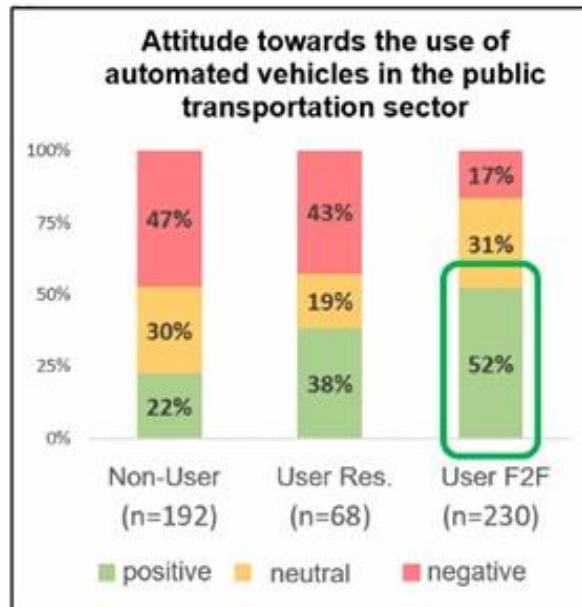 Attitude towards the use of
automated vehicles in the public
transportation sector
100%
75%
50%
25%
0%
47%
30%
22%
43%
19%
38%
17%
31%
52%
Non-User
(n=192)
User Res.
(n=68)
User F2F
(n=230)
positive
neutral
negative